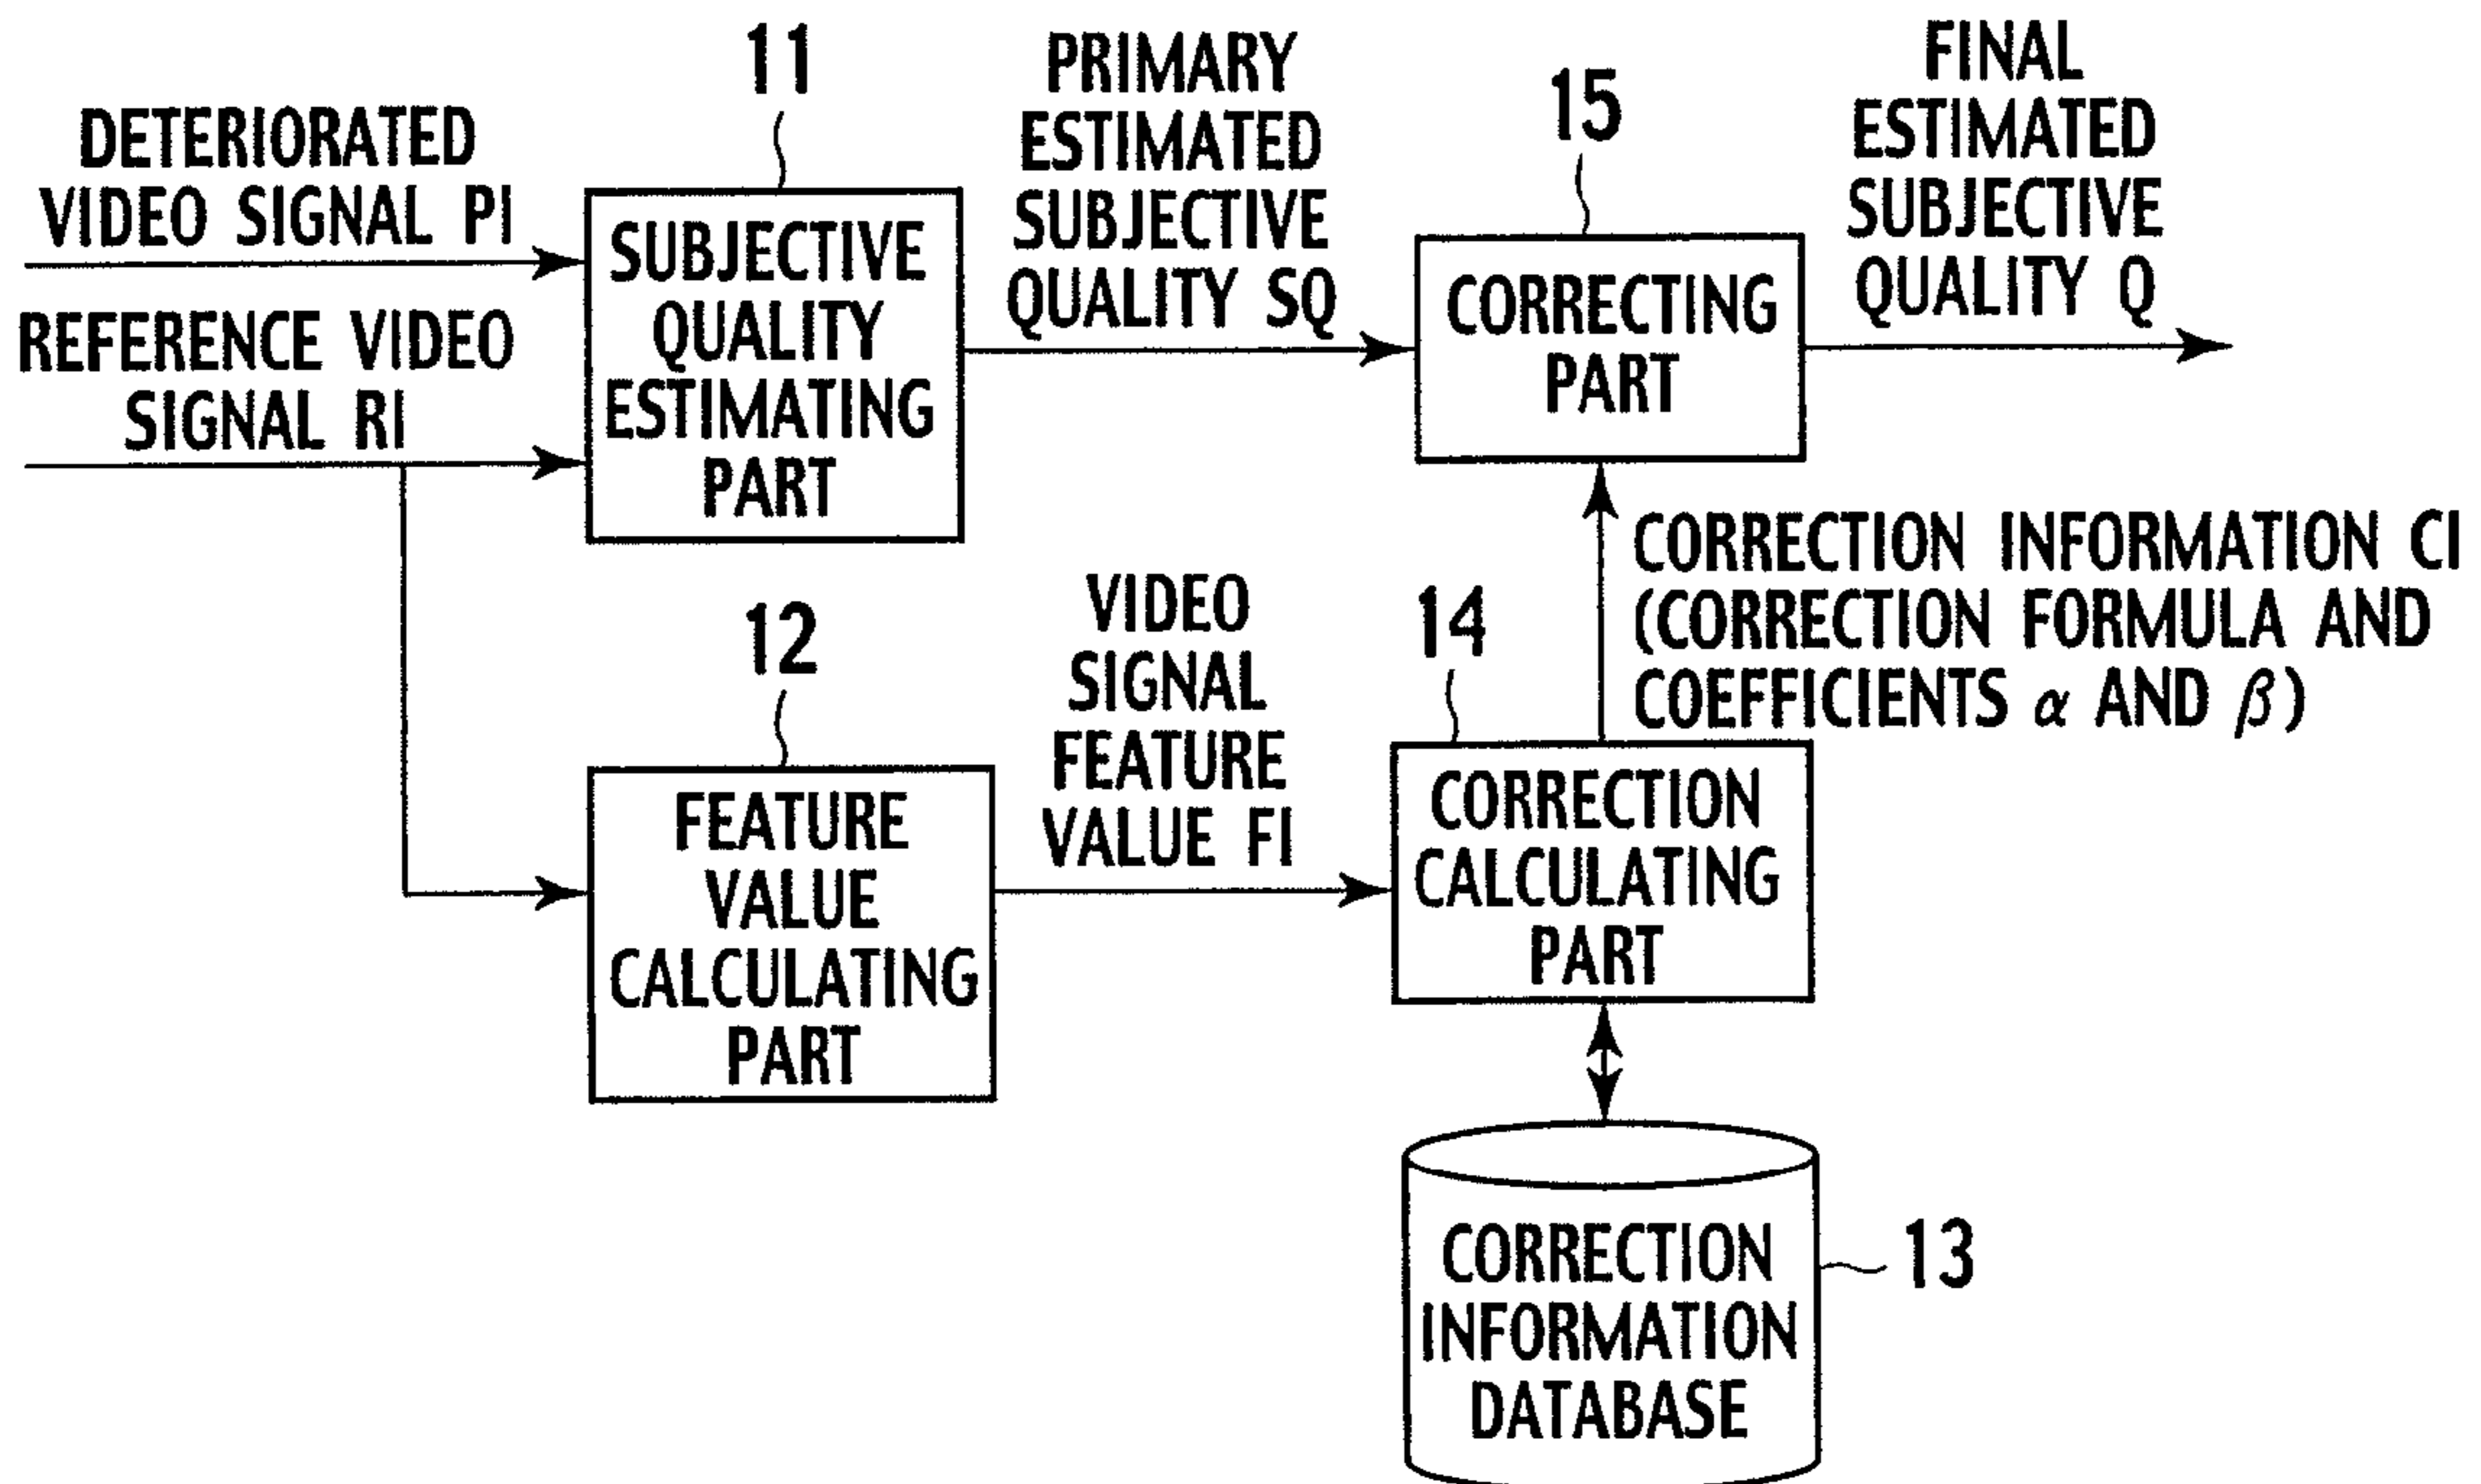 11
DETERIORATED
VIDEO SIGNAL PI
REFERENCE VIDEO
SIGNAL RI
SUBJECTIVE
QUALITY
ESTIMATING
PART
PRIMARY
ESTIMATED
SUBJECTIVE
QUALITY SQ
15
CORRECTING
PART
FINAL
ESTIMATED
SUBJECTIVE
QUALITY Q
CORRECTION INFORMATION CI
(CORRECTION FORMULA AND
COEFFICIENTS α AND β)
12
FEATURE
VALUE
CALCULATING
PART
VIDEO
SIGNAL
FEATURE
VALUE FI
14
CORRECTION
CALCULATING
PART
CORRECTION
INFORMATION
DATABASE
13